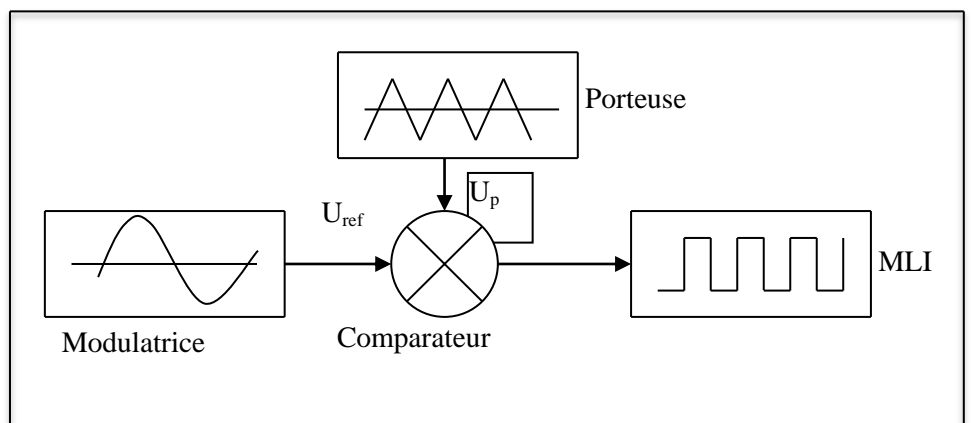 Porteuse
U_p
U_ref
MLI
Modulatrice
Comparateur